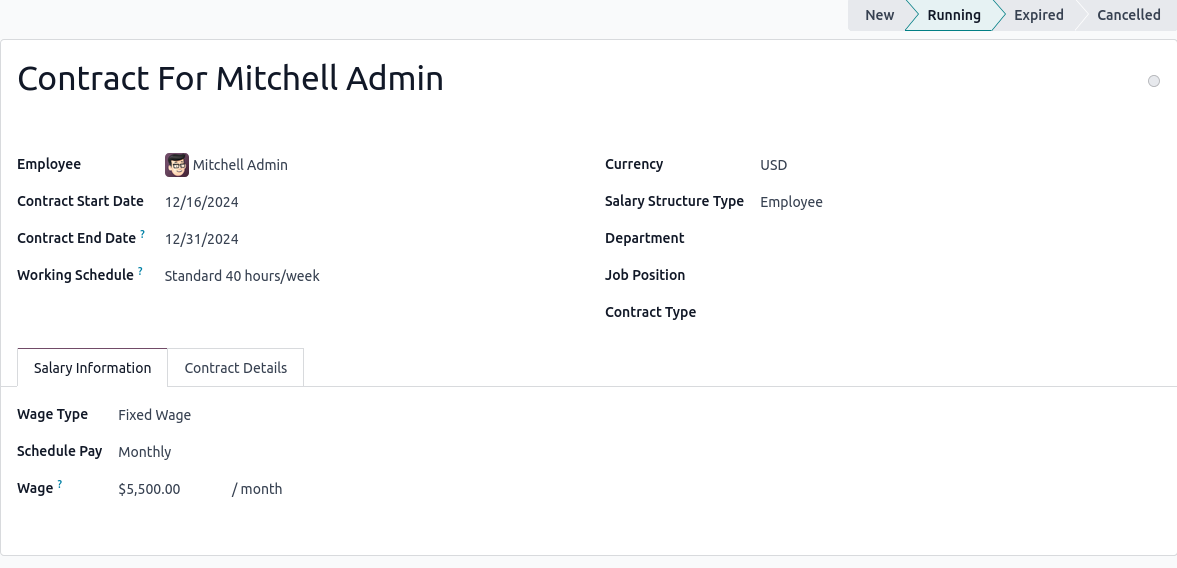 New Running Expired Cancelled
Contract For Mitchell Admin
Employee Mitchell Admin
Contract Start Date 12/16/2024
Contract End Date ? 12/31/2024
Working Schedule ? Standard 40 hours/week
Currency USD
Salary Structure Type Employee
Department
Job Position
Contract Type
Salary Information Contract Details
Wage Type Fixed Wage
Schedule Pay Monthly
Wage ? $5,500.00 / month